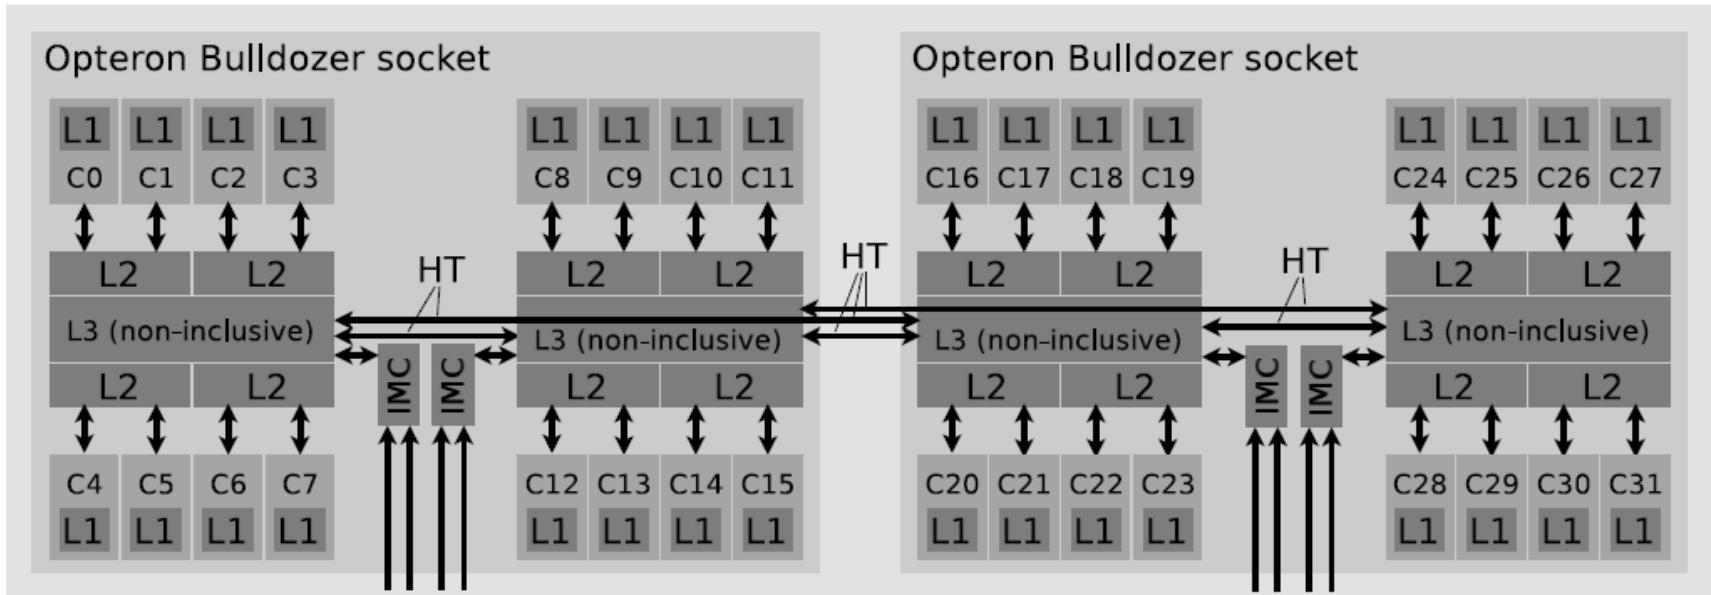 Opteron Bulldozer socket
Opteron Bulldozer socket
L1 L1 L1 L1 L1 L1 L1 L1 L1 L1 L1 L1 L1 L1 L1 L1
C0 C1 C2 C3 C8 C9 C10 C11 C16 C17 C18 C19 C24 C25 C26 C27
HT HT HT
L2 L2 L2 L2 L2 L2 L2 L2
L3 (non-inclusive) L3 (non-inclusive) L3 (non-inclusive) L3 (non-inclusive)
L2 L2 IMC IMC L2 L2 L2 L2 IMC IMC L2 L2
C4 C5 C6 C7 C12 C13 C14 C15 C20 C21 C22 C23 C28 C29 C30 C31
L1 L1 L1 L1 L1 L1 L1 L1 L1 L1 L1 L1 L1 L1 L1 L1